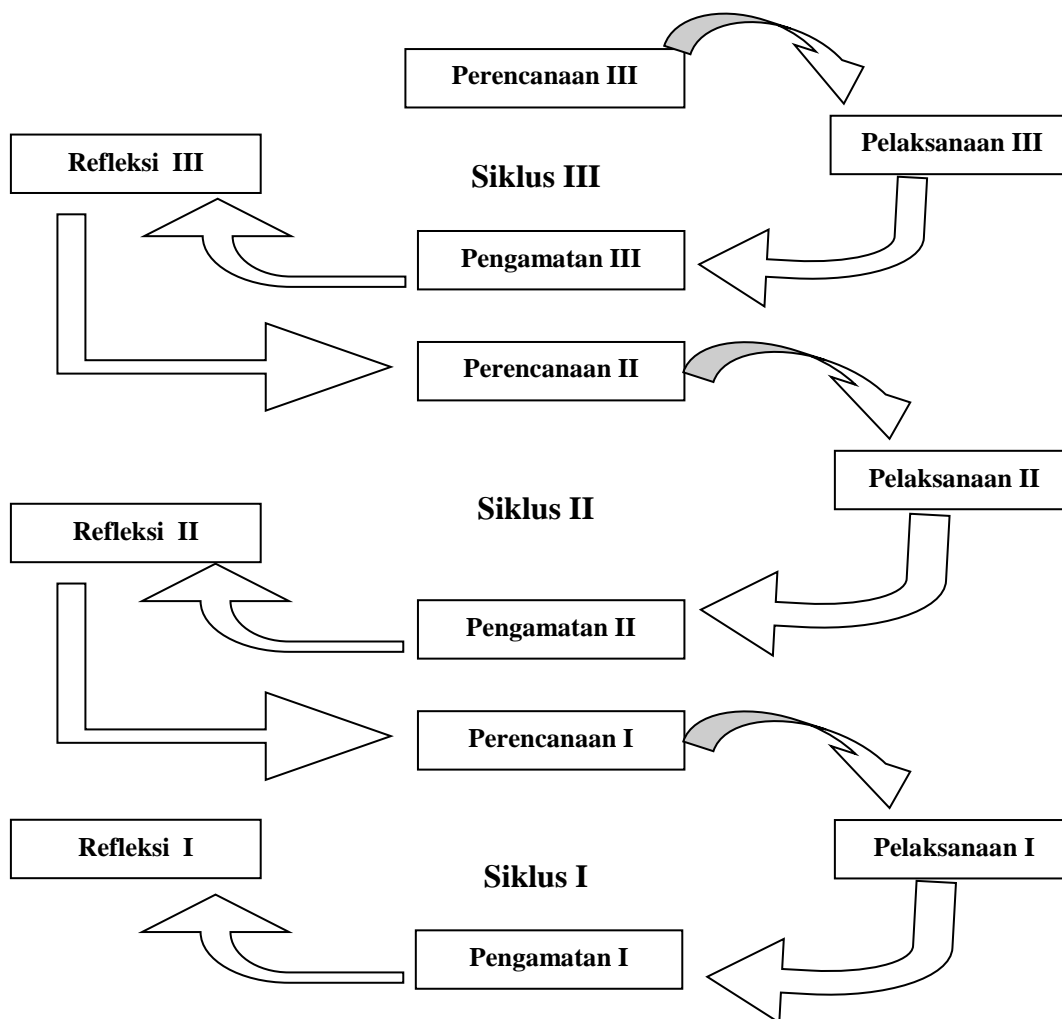 Perencanaan III
Pelaksanaan III
Refleksi III
Siklus III
Pengamatan III
Perencanaan II
Pelaksanaan II
Siklus II
Refleksi II
Pengamatan II
Perencanaan I
Pelaksanaan I
Refleksi I
Siklus I
Pengamatan I